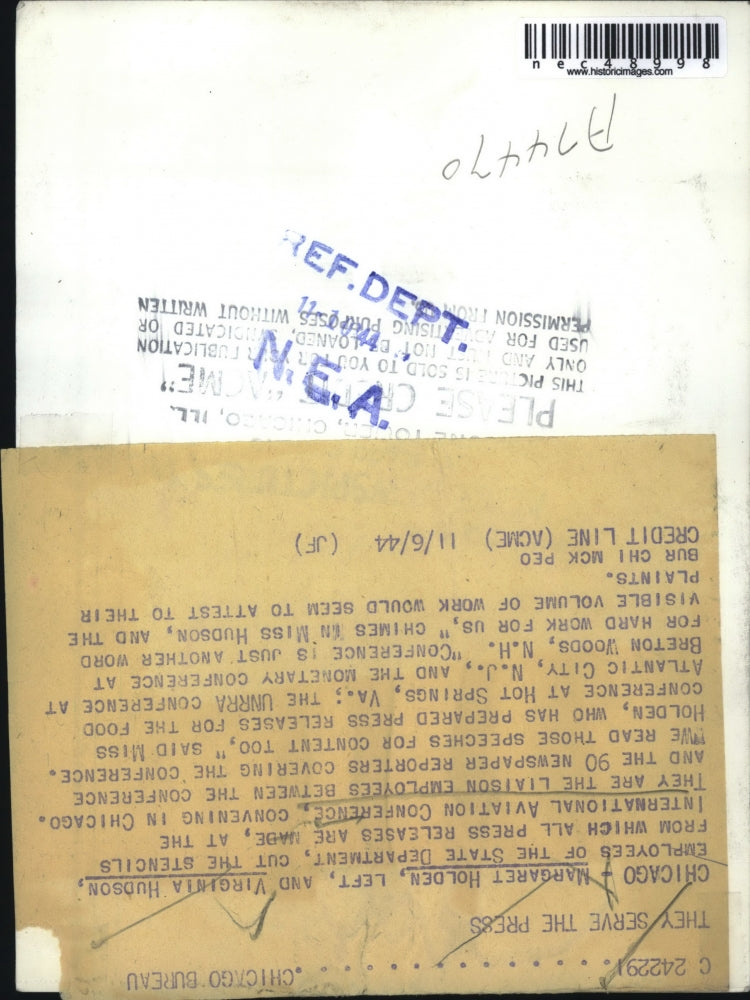 nec48998
www.historicimages.com
A74470
REF. DEPT.
N.E.A.
C 242291 . . . . . . . . . . . CHICAGO BUREAU
THEY SERVE THE PRESS
CHICAGO - MARGARET HOLDEN, LEFT, AND VIRGINIA HUDSON,
EMPLOYEES OF THE STATE DEPARTMENT, CUT THE STENCILS
FROM WHICH ALL PRESS RELEASES ARE MADE, AT THE
INTERNATIONAL AVIATION CONFERENCE, CONVENING IN CHICAGO.
THEY ARE THE LIAISON EMPLOYEES BETWEEN THE CONFERENCE
AND THE 90 NEWSPAPER REPORTERS COVERING THE CONFERENCE.
"WE READ THOSE SPEECHES FOR CONTENT TOO," SAID MISS
HOLDEN, WHO HAS PREPARED PRESS RELEASES FOR THE FOOD
CONFERENCE AT HOT SPRINGS, VA.; THE UNRRA CONFERENCE AT
ATLANTIC CITY, N.J., AND THE MONETARY CONFERENCE AT
BRETON WOODS, N.H. "CONFERENCE IS JUST ANOTHER WORD
FOR HARD WORK FOR US," CHIMES IN MISS HUDSON, AND THE
VISIBLE VOLUME OF WORK WOULD SEEM TO ATTEST TO THEIR
PLAINTS.
BUR CHI MCK PEO
CREDIT LINE (ACME) 11/6/44 (JF)
TOWER, CHICAGO, ILL.
PLEASE CREDIT "ACME"
THIS PICTURE IS SOLD TO YOU FOR PUBLICATION
ONLY AND MUST NOT BE LOANED, SYNDICATED OR
USED FOR ADVERTISING PURPOSES WITHOUT WRITTEN
PERMISSION FROM